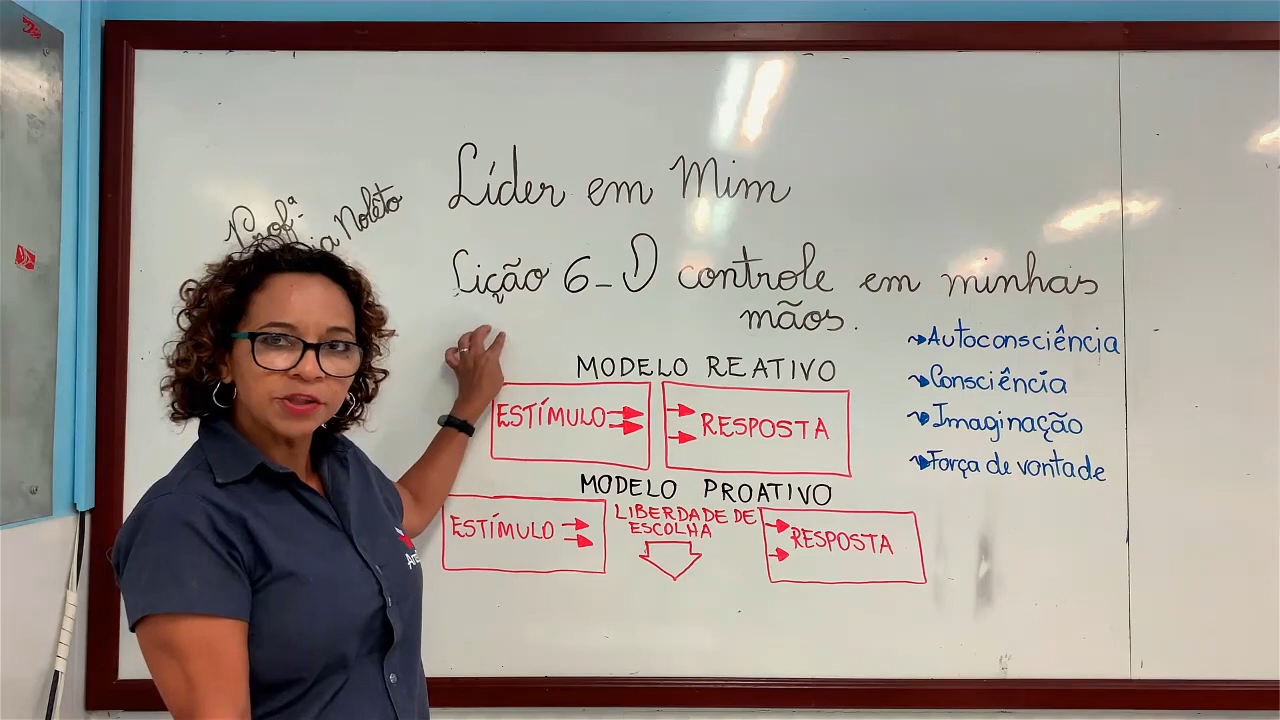 Profª
Noleto
Líder em Mim
Lição 6 - O controle em minhas
mãos.
MODELO REATIVO
ESTÍMULO
RESPOSTA
MODELO PROATIVO
ESTÍMULO
LIBERDADE DE
ESCOLHA
RESPOSTA
Autoconsciência
Consciência
Imaginação
Força de vontade